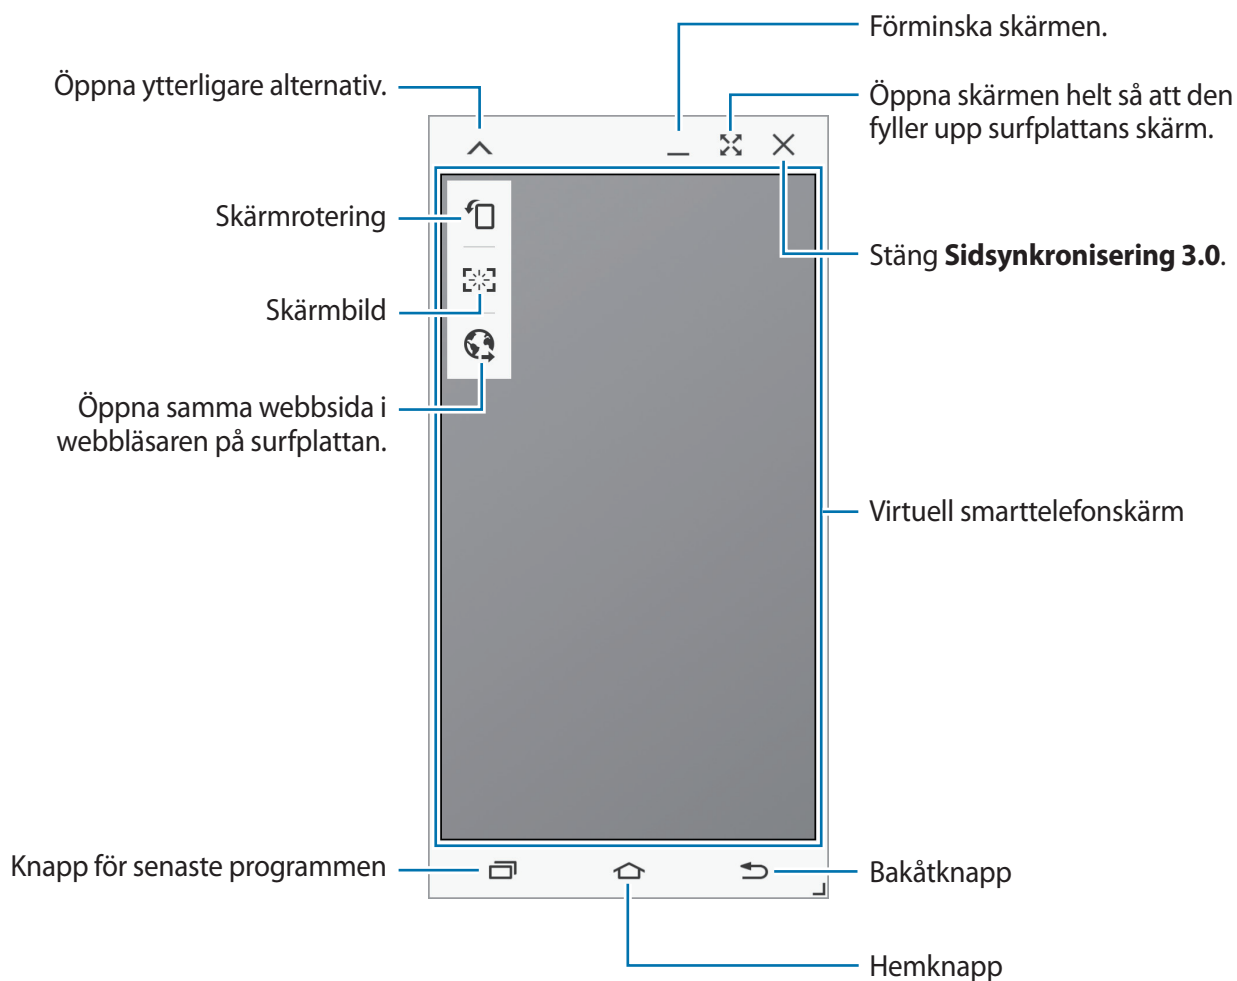 Förminska skärmen.
Öppna ytterligare alternativ.
Öppna skärmen helt så att den
fyller upp surfplattans skärm.
Skärmrotering
Stäng Sidsynkronisering 3.0.
Skärmbild
Öppna samma webbsida i
webbläsaren på surfplattan.
Virtuell smarttelefonskärm
Knapp för senaste programmen
Bakåtknapp
Hemknapp